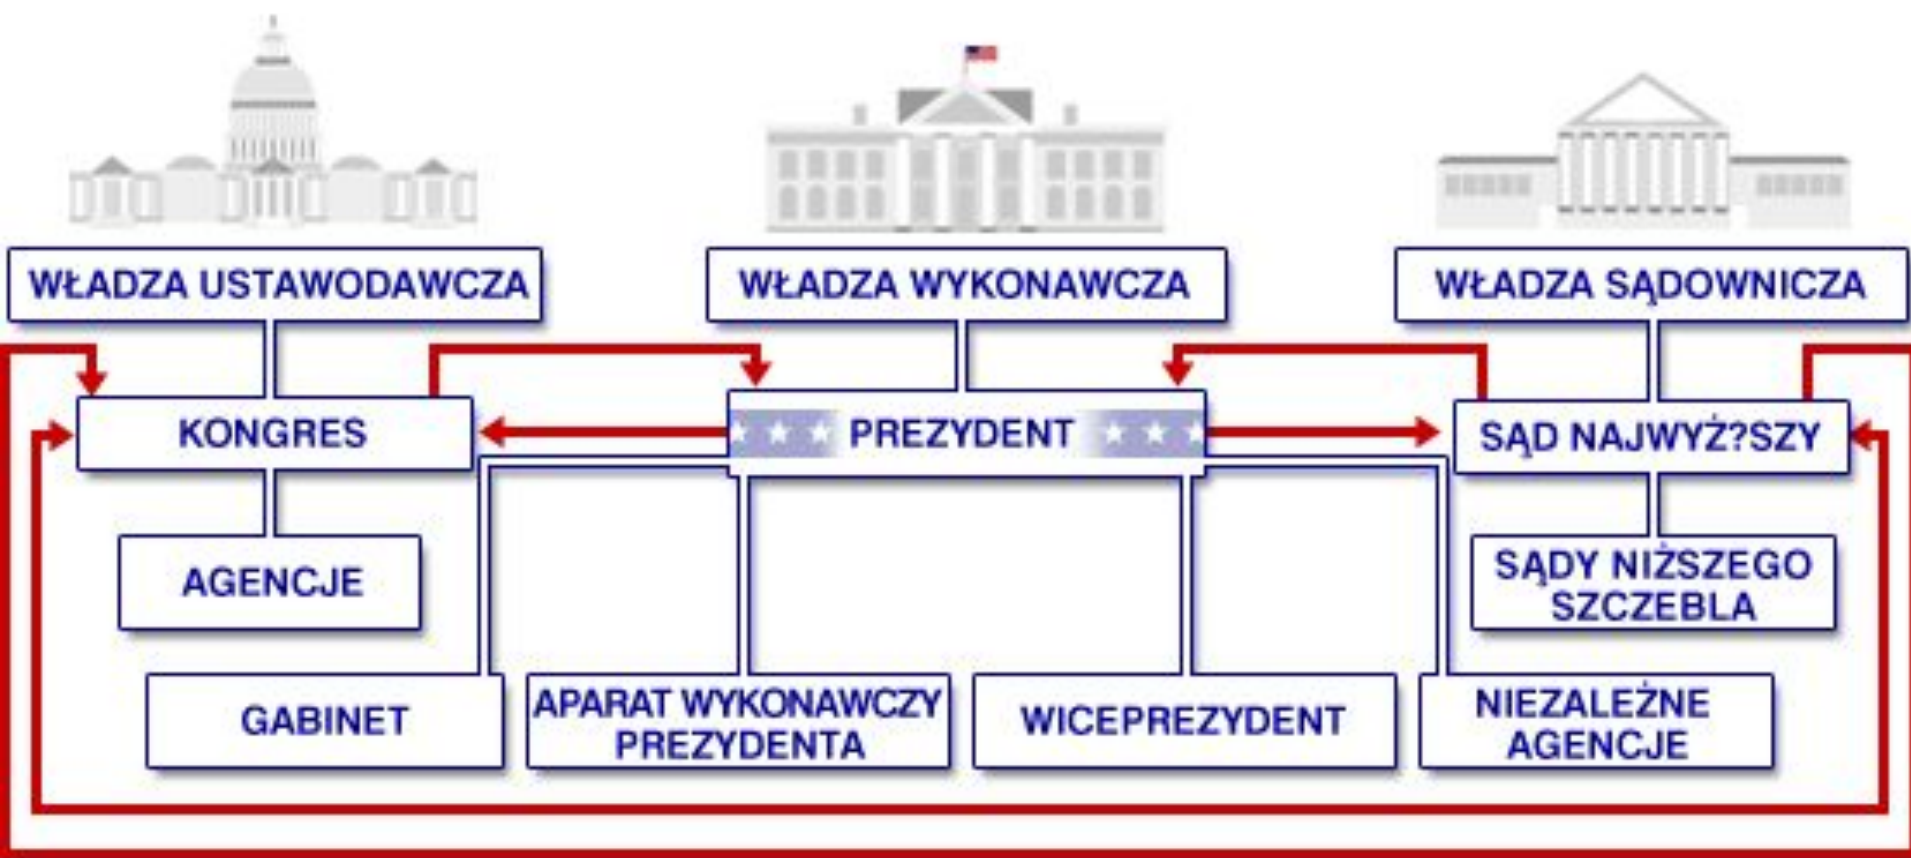 WŁADZA USTAWODAWCZA
WŁADZA WYKONAWCZA
WŁADZA SĄDOWNICZA
KONGRES
PREZYDENT
SĄD NAJWYŻ?SZY
AGENCJE
SĄDY NIŻSZEGO
SZCZEBLA
GABINET
APARAT WYKONAWCZY
PREZYDENTA
WICEPREZYDENT
NIEZALEŻNE
AGENCJE